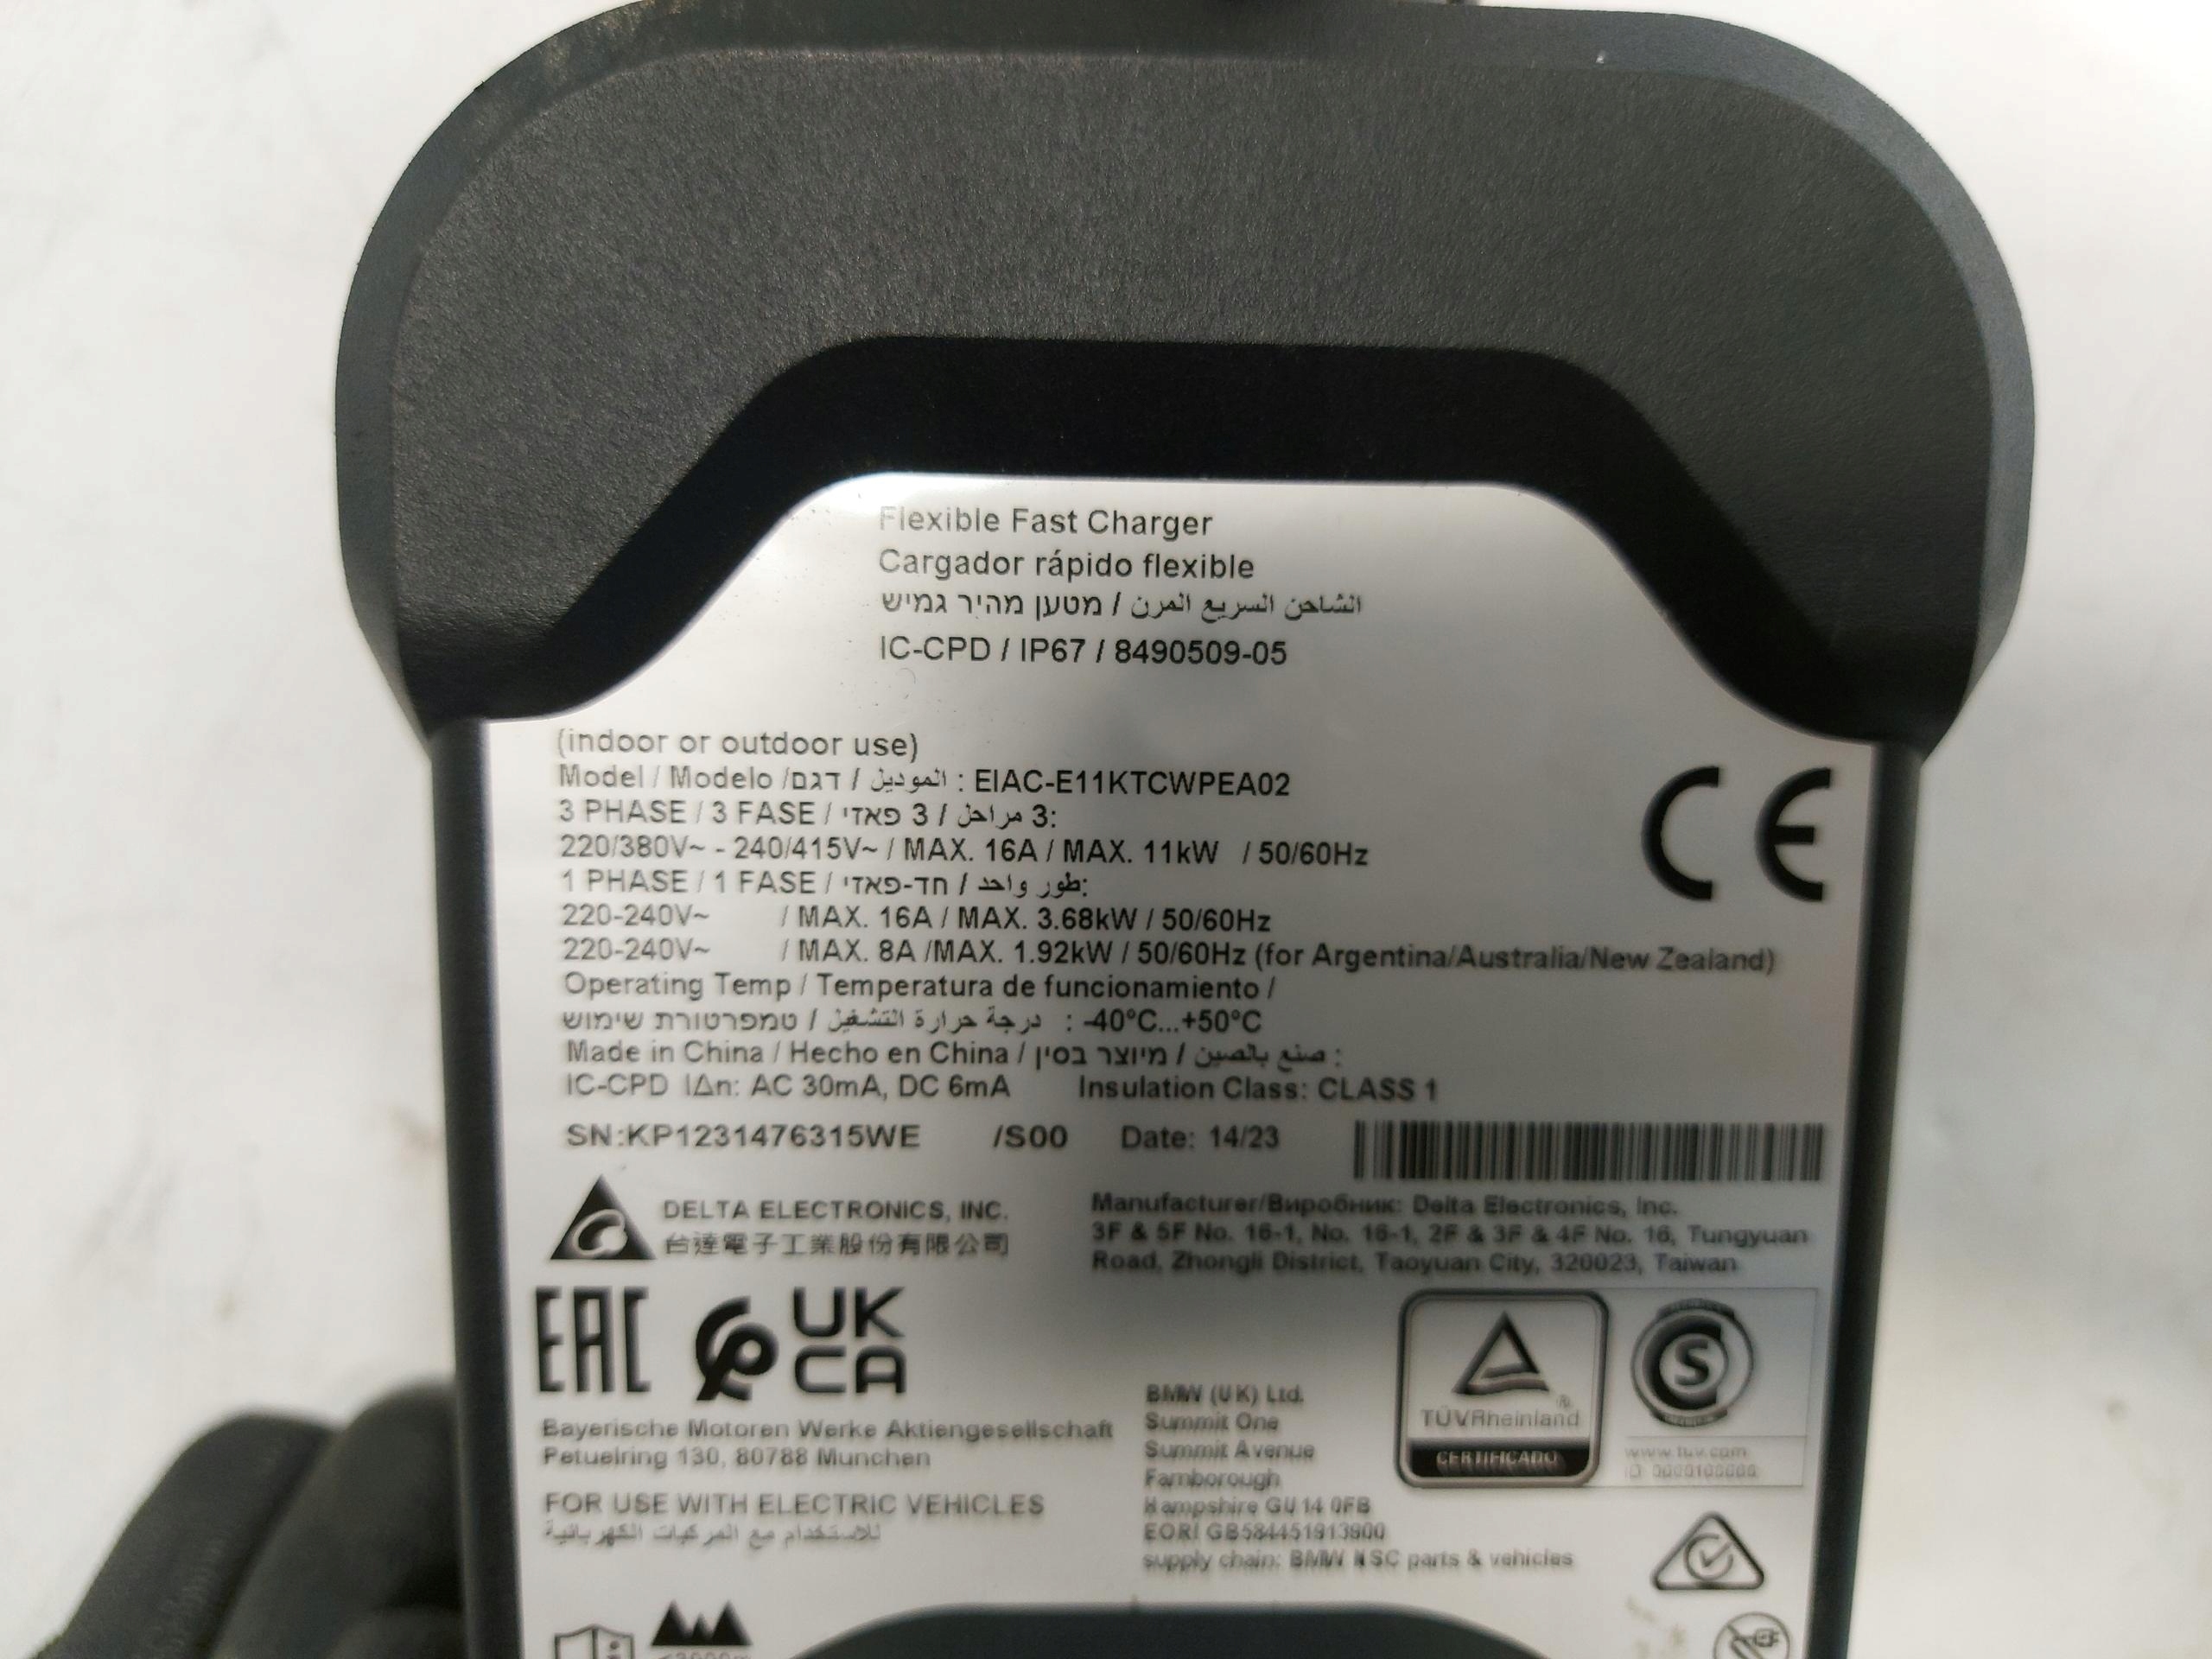 Flexible Fast Charger
Cargador rápido flexible
الشاحن السريع المرن / מטען מהיר גמיש
IC-CPD / IP67 / 8490509-05
(indoor or outdoor use)
Model / Modelo /דגם / الموديل : EIAC-E11KTCWPEA02
3 PHASE / 3 FASE / 3 פאזי / 3 مراحل:
220/380V~ - 240/415V~ / MAX. 16A / MAX. 11kW / 50/60Hz
1 PHASE / 1 FASE / חד-פאזי / طور واحد:
220-240V~ / MAX. 16A / MAX. 3.68kW / 50/60Hz
220-240V~ / MAX. 8A /MAX. 1.92kW / 50/60Hz (for Argentina/Australia/New Zealand)
Operating Temp / Temperatura de funcionamiento /
טמפרטורת שימוש / درجة حرارة التشغيل : -40°C...+50°C
Made in China / Hecho en China / מיוצר בסין / صنع بالصين :
IC-CPD I∆n: AC 30mA, DC 6mA Insulation Class: CLASS 1
SN:KP1231476315WE /S00 Date: 14/23
DELTA ELECTRONICS, INC.
台達電子工業股份有限公司
Manufacturer/Виробник: Delta Electronics, Inc.
3F & 5F No. 16-1, No. 16-1, 2F & 3F & 4F No. 16, Tungyuan
Road, Zhongli District, Taoyuan City, 320023, Taiwan
CE
EAC
UK
CA
Bayerische Motoren Werke Aktiengesellschaft
Petuelring 130, 80788 Munchen
FOR USE WITH ELECTRIC VEHICLES
للاستخدام مع المركبات الكهربائية
BMW (UK) Ltd.
Summit One
Summit Avenue
Farnborough
Hampshire GU14 0FB
EORI GB584451913900
supply chain: BMW NSC parts & vehicles
TÜVRheinland ®
CERTIFICADO
S
www.tuv.com